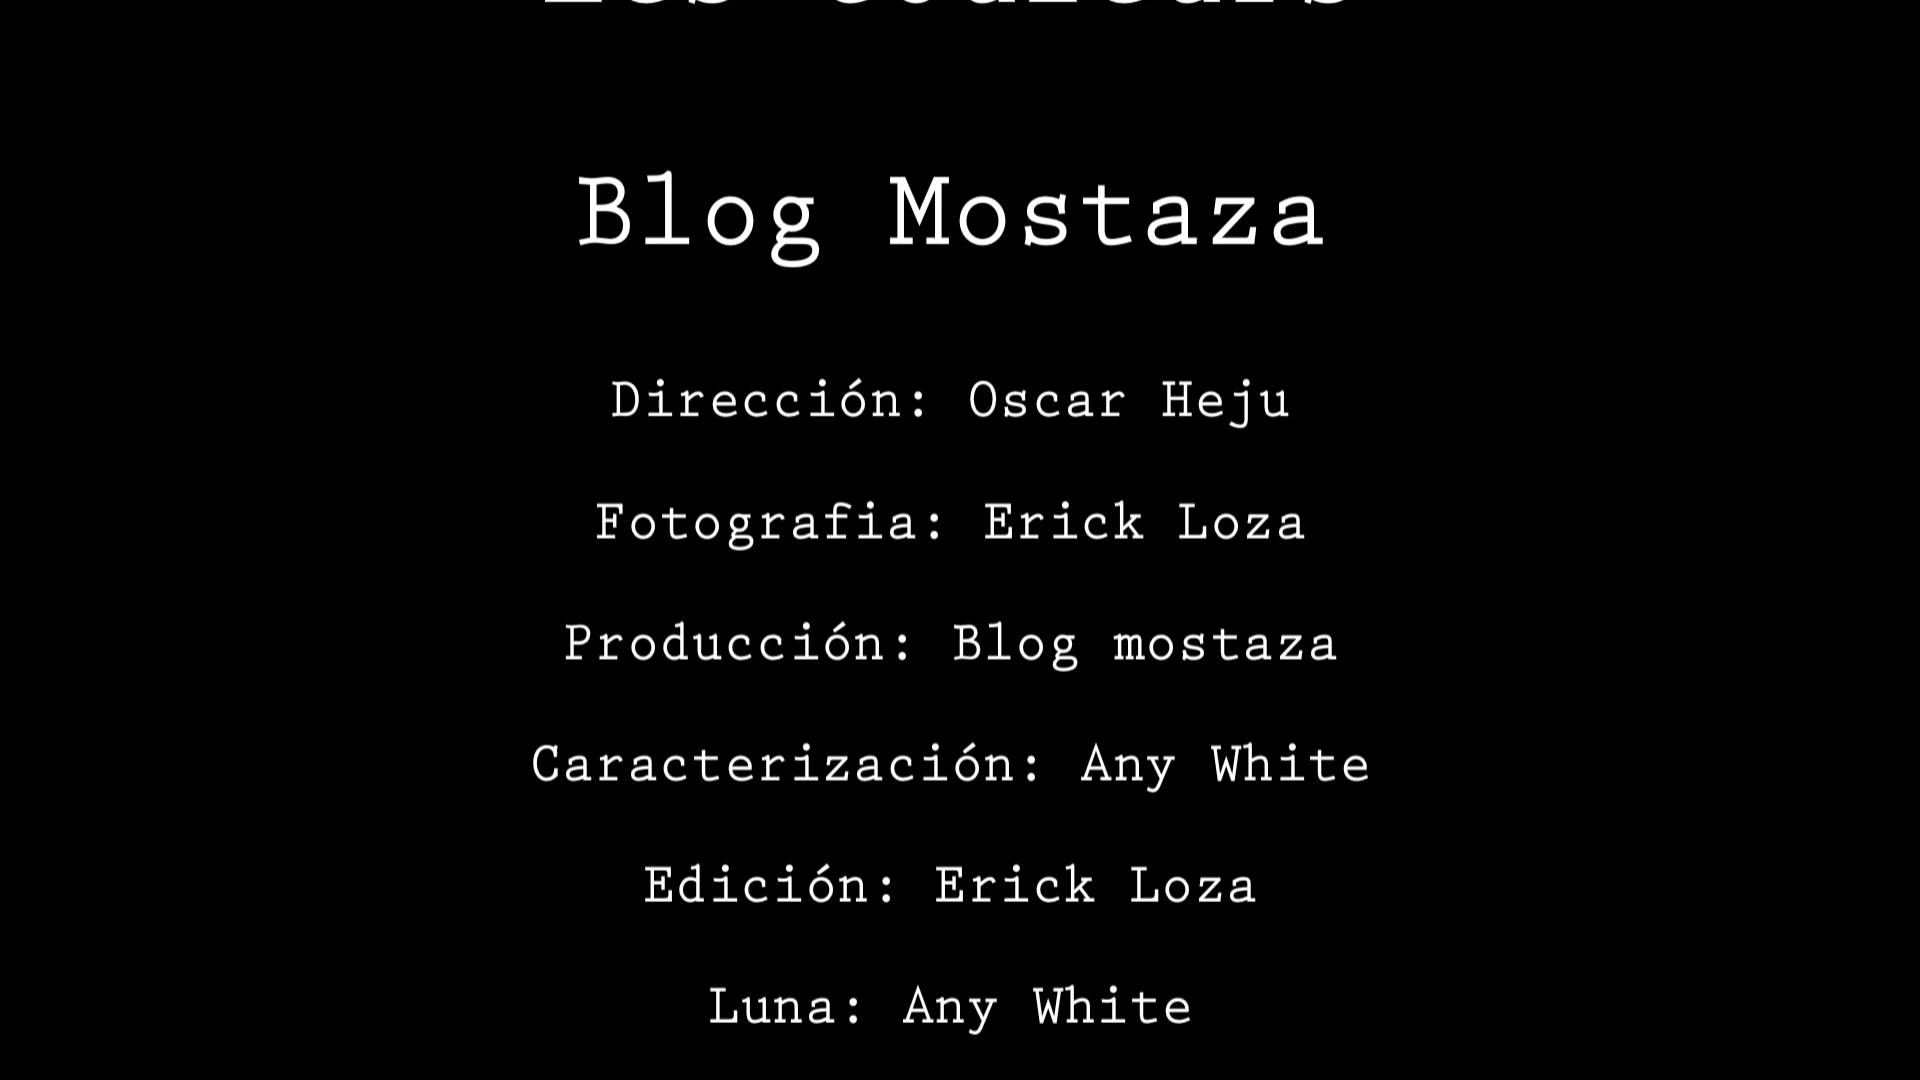 Blog Mostaza
Dirección: Oscar Heju
Fotografia: Erick Loza
Producción: Blog mostaza
Caracterización: Any White
Edición: Erick Loza
Luna: Any White